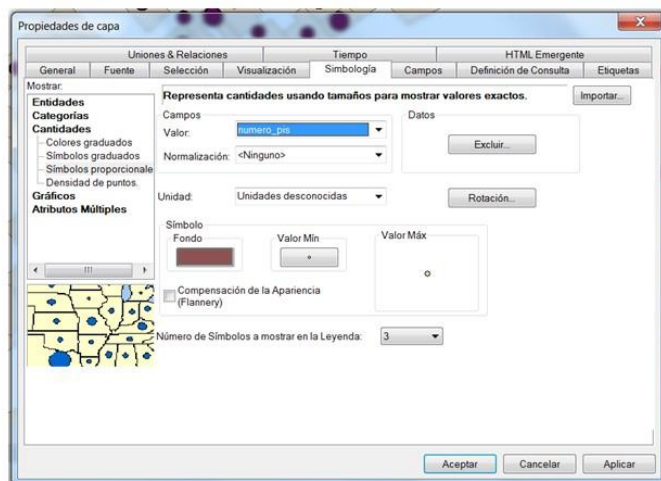 Propiedades de capa
Uniones & Relaciones Tiempo HTML Emergente
General Fuente Selección Visualización Simbología Campos Definición de Consulta Etiquetas
Mostrar:
Entidades
Categorías
Cantidades
Colores graduados
Símbolos graduados
Símbolos proporcionale
Densidad de puntos.
Gráficos
Atributos Múltiples
Representa cantidades usando tamaños para mostrar valores exactos.
Importar...
Campos
Valor: numero_pis
Normalización: <Ninguno>
Datos
Excluir...
Unidad: Unidades desconocidas
Rotación...
Símbolo
Fondo
Valor Mín
Valor Máx
Compensación de la Apariencia
(Flannery)
Número de Símbolos a mostrar en la Leyenda: 3
Aceptar Cancelar Aplicar